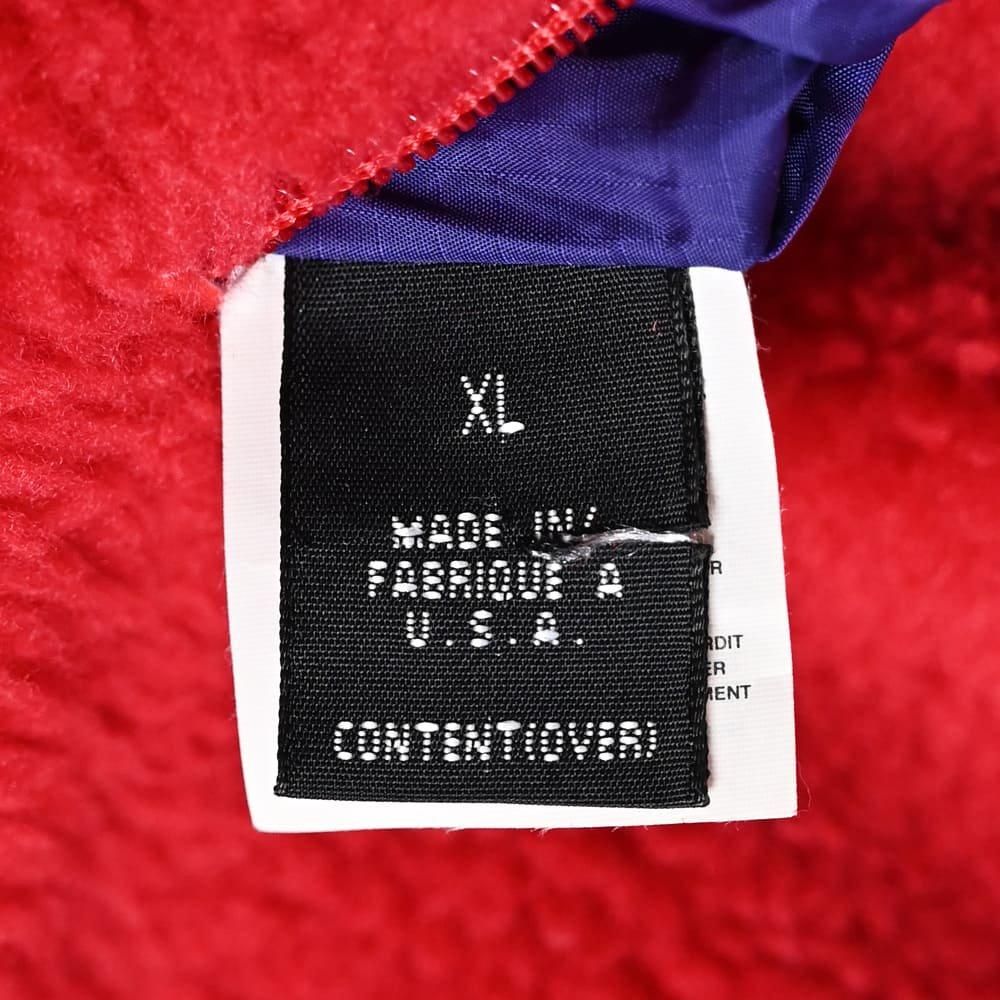 XL
MADE IN/
FABRIQUE A
U.S.A.
CONTENT(OVER)